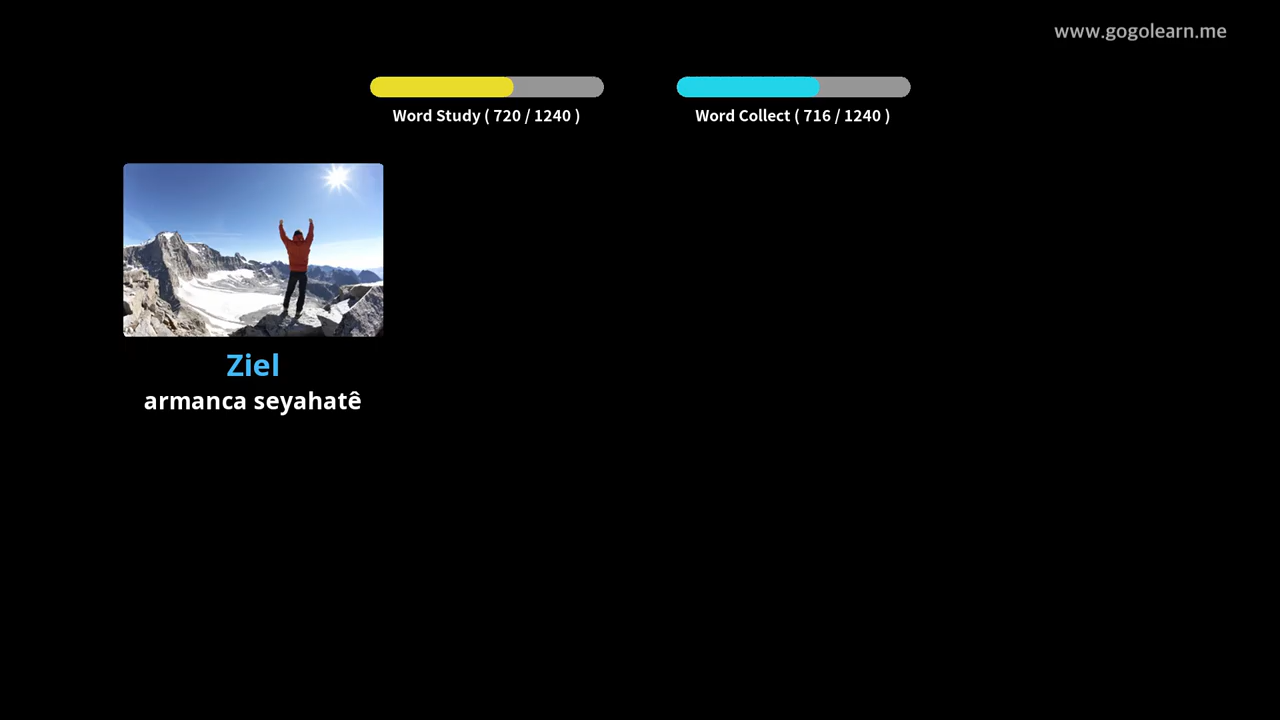 www.gogolearn.me
Word Study ( 720 / 1240 )
Word Collect ( 716 / 1240 )
Ziel
armanca seyahatê